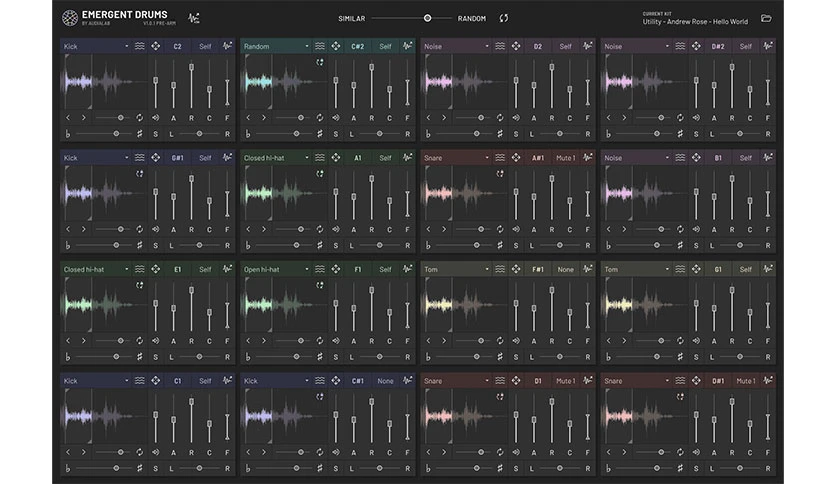 EMERGENT DRUMS
BY AUDIALAB V1.0.1 PRE-ARM
SIMILAR RANDOM
CURRENT KIT
Utility - Andrew Rose - Hello World
Kick C2 Self Random C#2 Self Noise D2 Self Noise D#2 Self
A R C F A R C F A R C F A R C F
♭ ♯ S L R ♭ ♯ S L R ♭ ♯ S L R ♭ ♯ S L R
Kick G#1 Self Closed hi-hat A1 Self Snare A#1 Mute 1 Noise B1 Self
A R C F A R C F A R C F A R C F
♭ ♯ S L R ♭ ♯ S L R ♭ ♯ S L R ♭ ♯ S L R
Closed hi-hat E1 Self Open hi-hat F1 Self Tom F#1 None Tom G1 Self
A R C F A R C F A R C F A R C F
♭ ♯ S L R ♭ ♯ S L R ♭ ♯ S L R ♭ ♯ S L R
Kick C1 Self Kick C#1 None Snare D1 Mute 1 Snare D#1 Mute 1
A R C F A R C F A R C F A R C F
♭ ♯ S L R ♭ ♯ S L R ♭ ♯ S L R ♭ ♯ S L R